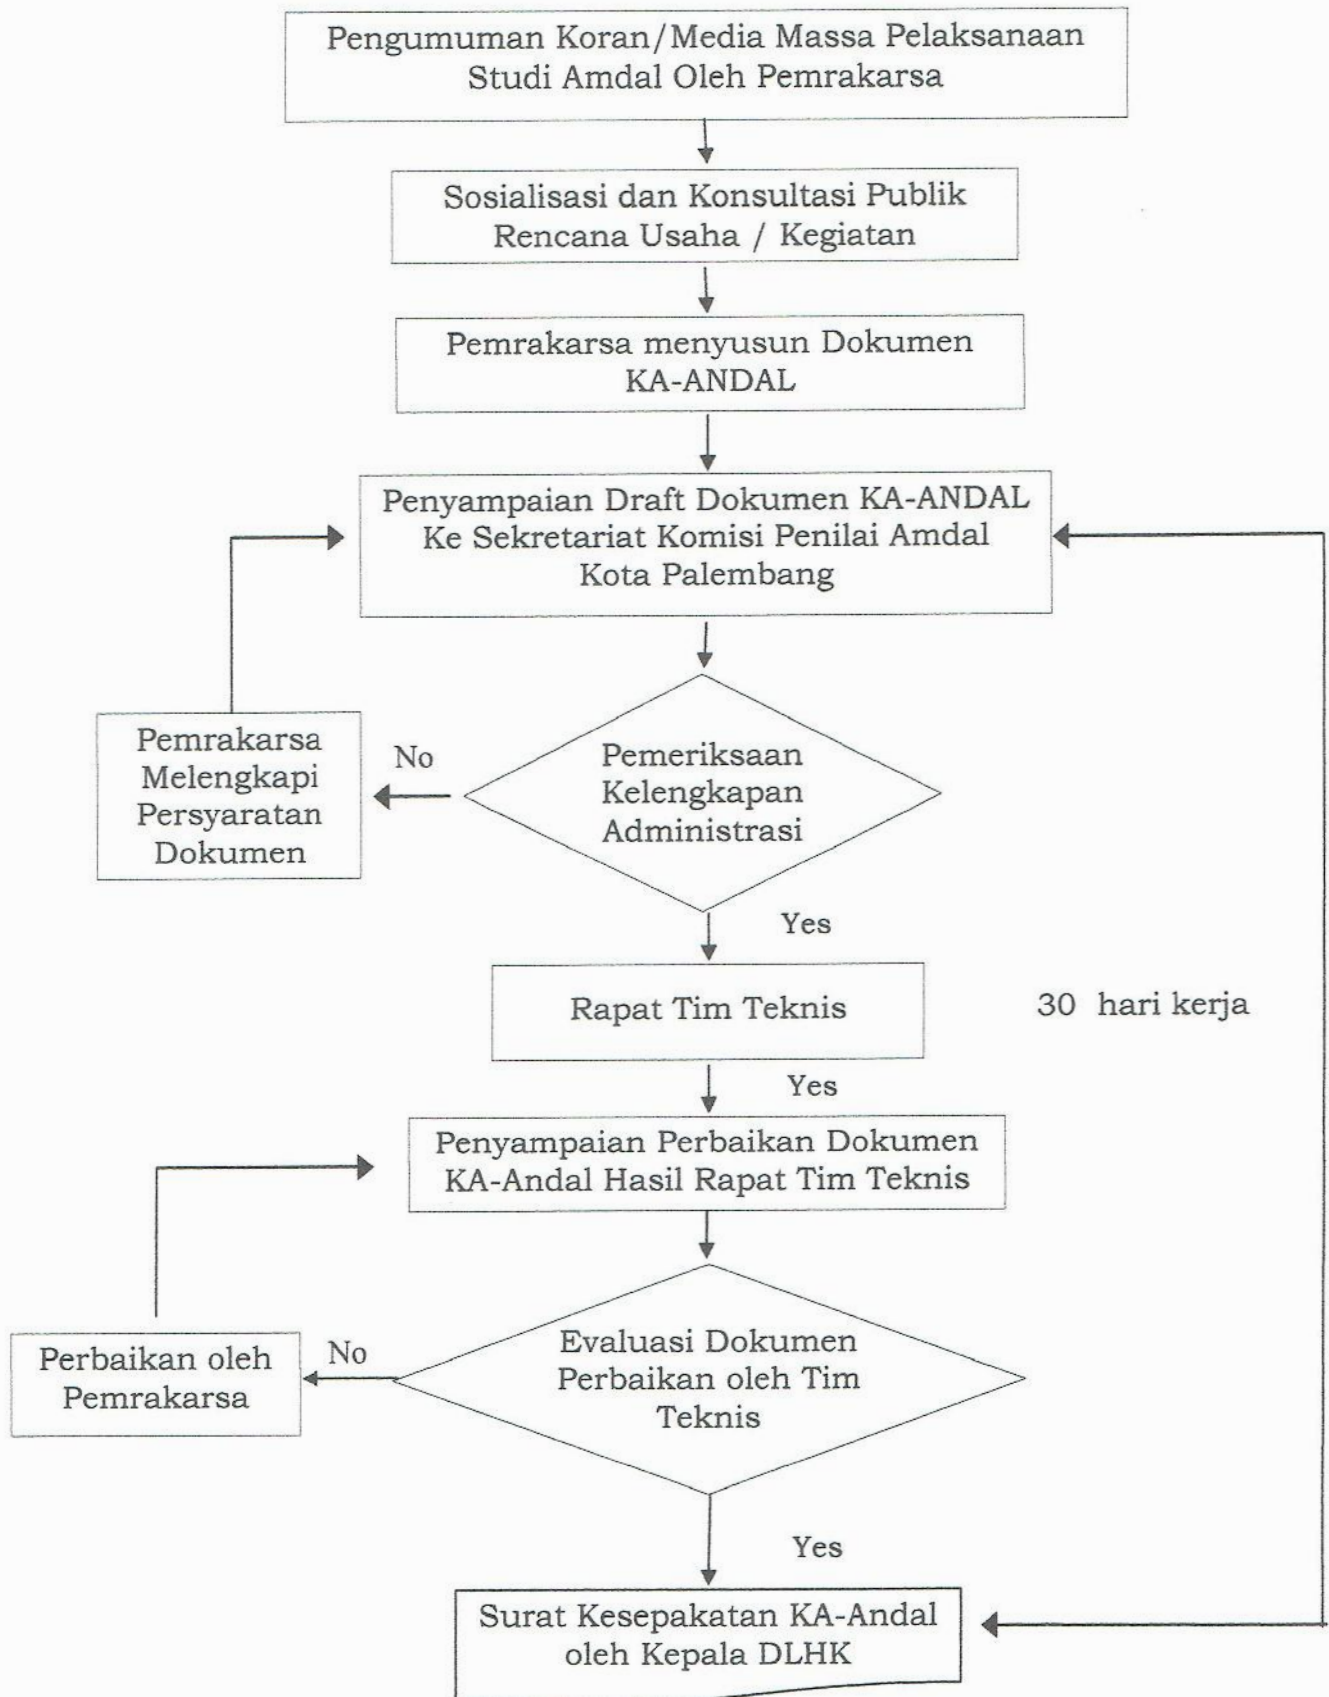 Pengumuman Koran/Media Massa Pelaksanaan
Studi Amdal Oleh Pemrakarsa
Sosialisasi dan Konsultasi Publik
Rencana Usaha / Kegiatan
Pemrakarsa menyusun Dokumen
KA-ANDAL
Penyampaian Draft Dokumen KA-ANDAL
Ke Sekretariat Komisi Penilai Amdal
Kota Palembang
Pemrakarsa
Melengkapi
Persyaratan
Dokumen
No
Pemeriksaan
Kelengkapan
Administrasi
Yes
Rapat Tim Teknis
30 hari kerja
Yes
Penyampaian Perbaikan Dokumen
KA-Andal Hasil Rapat Tim Teknis
Perbaikan oleh
Pemrakarsa
No
Evaluasi Dokumen
Perbaikan oleh Tim
Teknis
Yes
Surat Kesepakatan KA-Andal
oleh Kepala DLHK